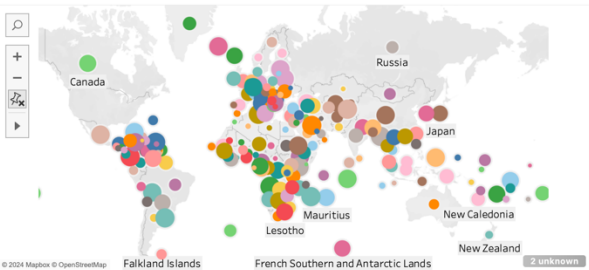 Russia
Canada
Japan
Mauritius
New Caledonia
Lesotho
New Zealand
Falkland Islands
French Southern and Antarctic Lands
© 2024 Mapbox © OpenStreetMap
2 unknown